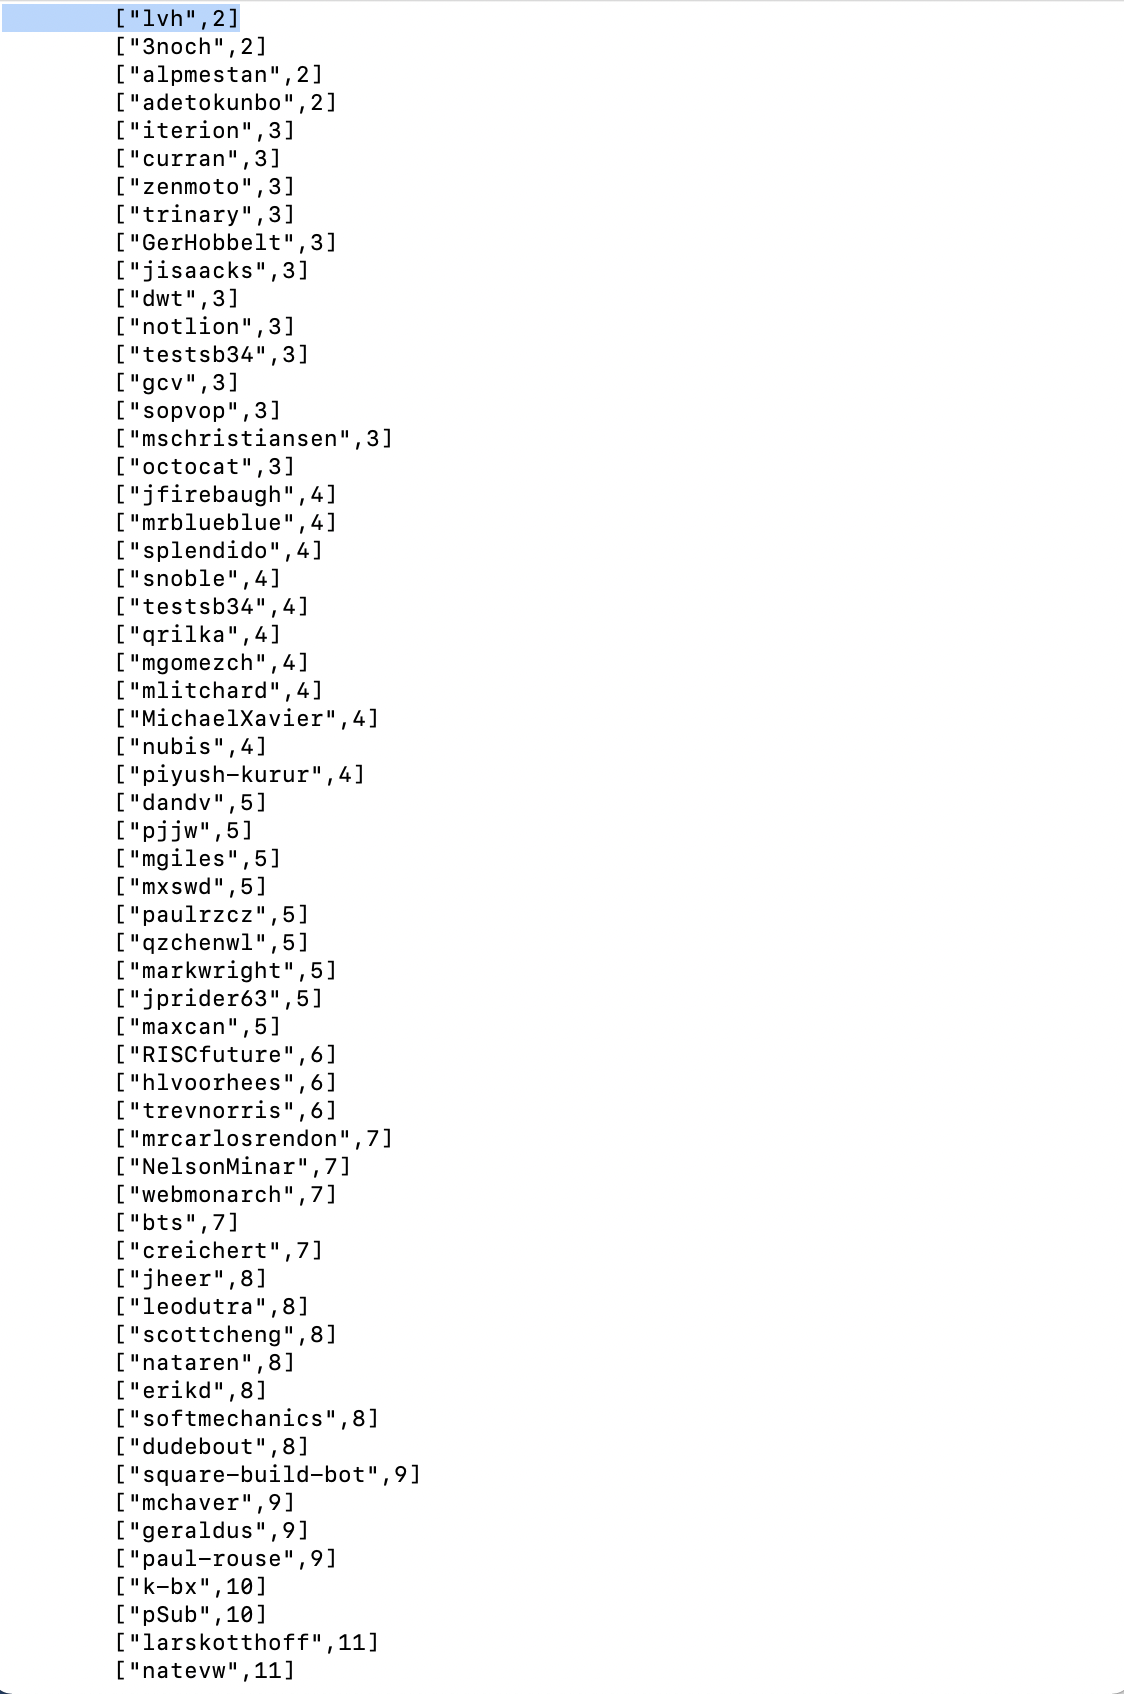 ["lvh",2]
["3noch",2]
["alpmestan",2]
["adetokunbo",2]
["iterion",3]
["curran",3]
["zenmoto",3]
["trinary",3]
["GerHobbelt",3]
["jisaacks",3]
["dwt",3]
["notlion",3]
["testsb34",3]
["gcv",3]
["sopvop",3]
["mschristiansen",3]
["octocat",3]
["jfirebaugh",4]
["mrblueblue",4]
["splendido",4]
["snoble",4]
["testsb34",4]
["qrilka",4]
["mgomezch",4]
["mlitchard",4]
["MichaelXavier",4]
["nubis",4]
["piyush-kurur",4]
["dandv",5]
["pjjw",5]
["mgiles",5]
["mxswd",5]
["paulrzcz",5]
["qzchenwl",5]
["markwright",5]
["jprider63",5]
["maxcan",5]
["RISCfuture",6]
["hlvoorhees",6]
["trevnorris",6]
["mrcarlosrendon",7]
["NelsonMinar",7]
["webmonarch",7]
["bts",7]
["creichert",7]
["jheer",8]
["leodutra",8]
["scottcheng",8]
["nataren",8]
["erikd",8]
["softmechanics",8]
["dudebout",8]
["square-build-bot",9]
["mchaver",9]
["geraldus",9]
["paul-rouse",9]
["k-bx",10]
["pSub",10]
["larskotthoff",11]
["natevw",11]